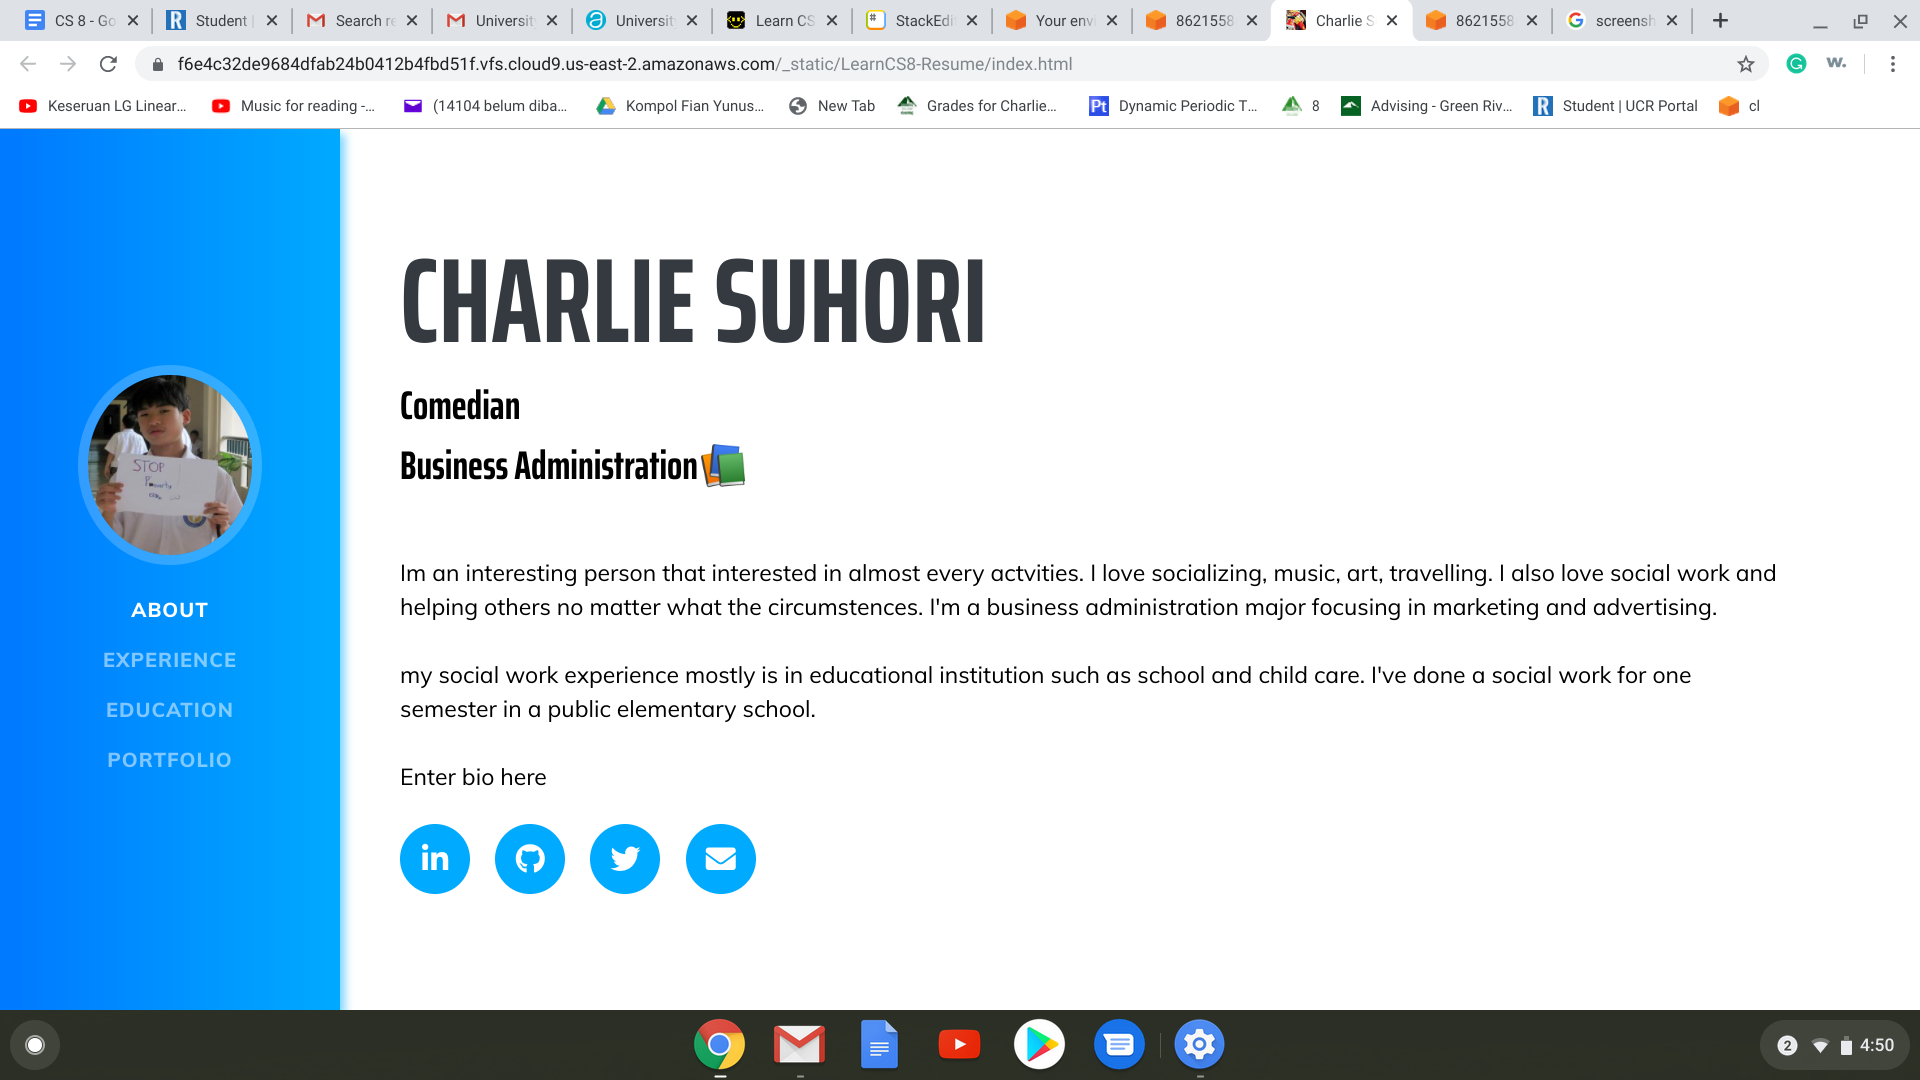 CS 8 - Go
Student
Search re
Universit
Universit
Learn CS
StackEdi
Your envi
8621558
Charlie S
8621558
screensh
f6e4c32de9684dfab24b0412b4fbd51f.vfs.cloud9.us-east-2.amazonaws.com/_static/LearnCS8-Resume/index.html
Keseruan LG Linear...
Music for reading -...
(14104 belum diba...
Kompol Fian Yunus...
New Tab
Grades for Charlie...
Pt
Dynamic Periodic T...
8
Advising - Green Riv...
Student | UCR Portal
cl
STOP
Poverty
ABOUT
EXPERIENCE
EDUCATION
PORTFOLIO
CHARLIE SUHORI
Comedian
Business Administration
Im an interesting person that interested in almost every actvities. I love socializing, music, art, travelling. I also love social work and
helping others no matter what the circumstences. I'm a business administration major focusing in marketing and advertising.
my social work experience mostly is in educational institution such as school and child care. I've done a social work for one
semester in a public elementary school.
Enter bio here
in
2
4:50